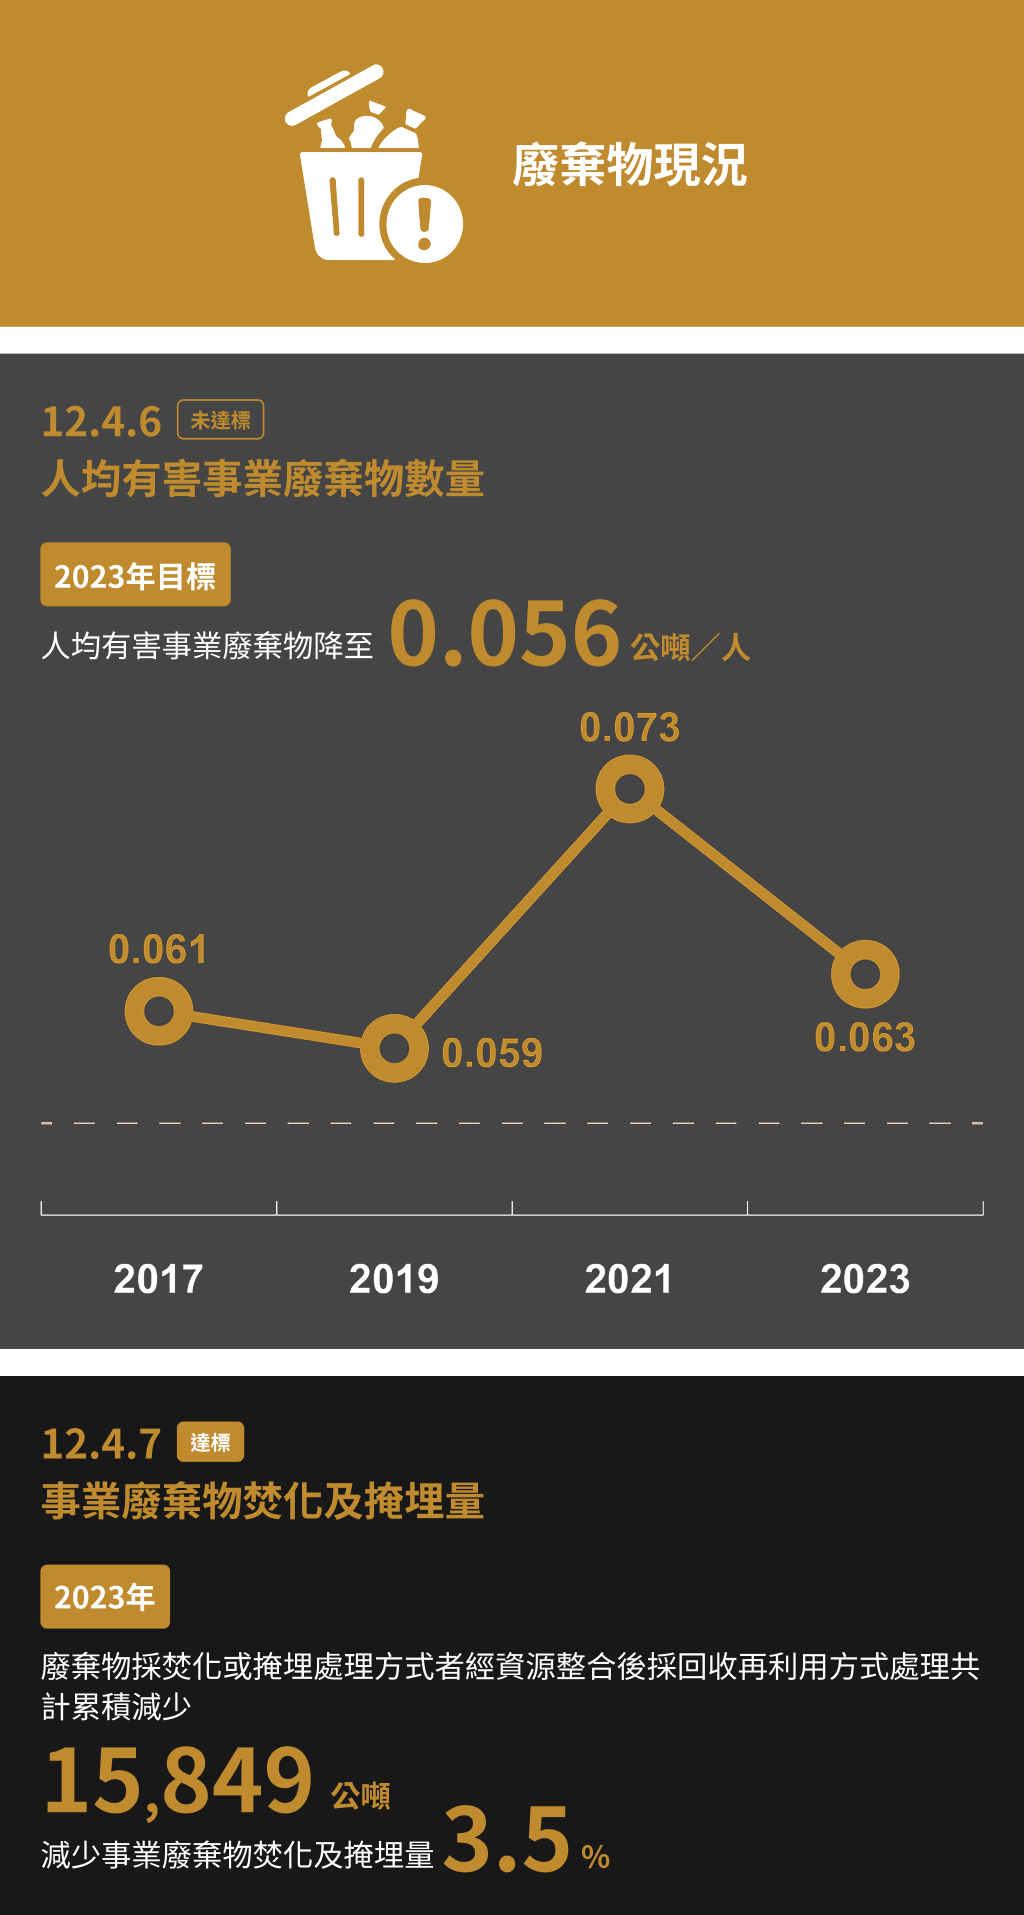 廢棄物現況
12.4.6 未達標
人均有害事業廢棄物數量
2023年目標
人均有害事業廢棄物降至 0.056 公噸／人
0.073
0.061
0.059
0.063
2017 2019 2021 2023
12.4.7 達標
事業廢棄物焚化及掩埋量
2023年
廢棄物採焚化或掩埋處理方式者經資源整合後採回收再利用方式處理共
計累積減少
15,849 公噸
減少事業廢棄物焚化及掩埋量 3.5 %